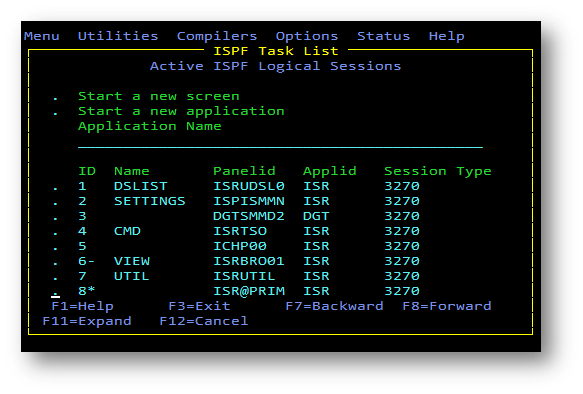 Menu  Utilities  Compilers  Options  Status  Help
ISPF Task List
Active ISPF Logical Sessions
.  Start a new screen
.  Start a new application
Application Name
ID  Name  Panelid  Applid  Session Type
.  1  DSLIST  ISRUDSL0  ISR  3270
.  2  SETTINGS  ISPISMMN  ISR  3270
.  3  DGTSMMD2  DGT  3270
.  4  CMD  ISRTSO  ISR  3270
.  5  ICHP00  ISR  3270
.  6-  VIEW  ISRBRO01  ISR  3270
.  7  UTIL  ISRUTIL  ISR  3270
.  8*  ISR@PRIM  ISR  3270
F1=Help  F3=Exit  F7=Backward  F8=Forward
F11=Expand  F12=Cancel